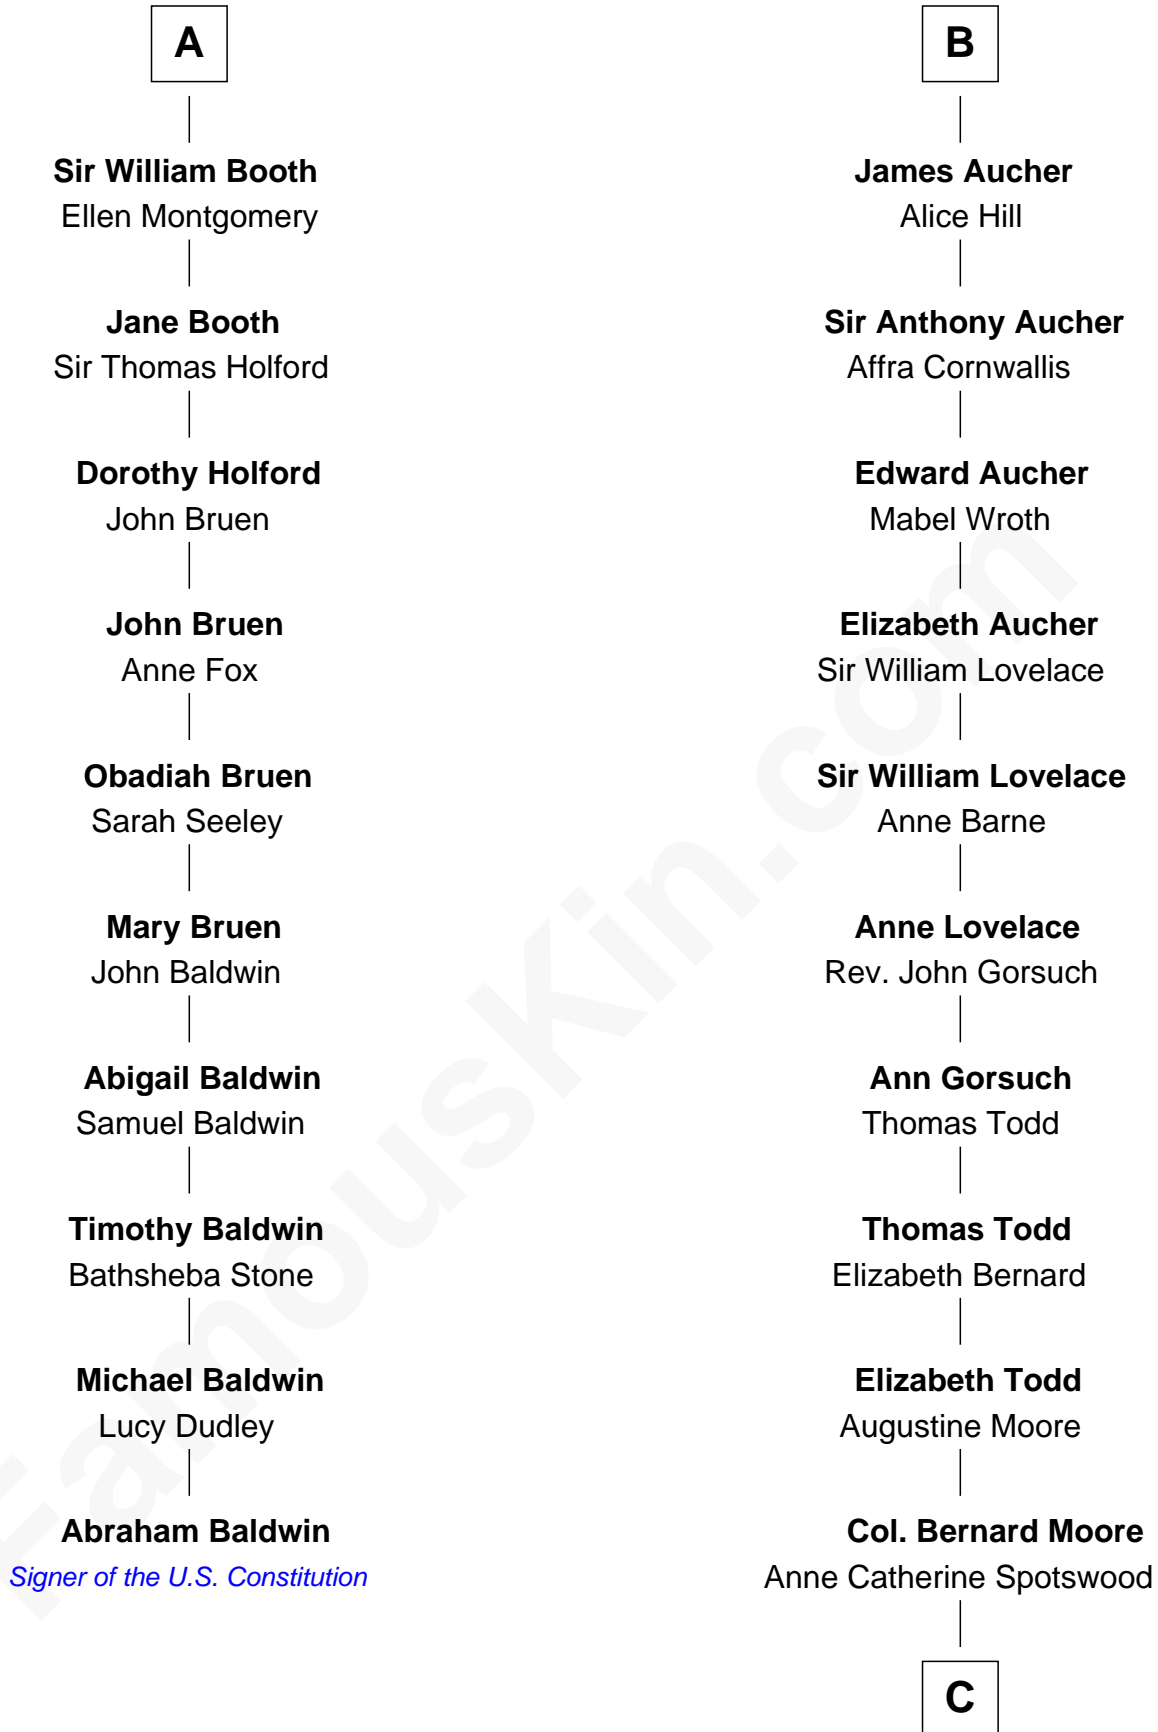 A
Sir William Booth
Ellen Montgomery
Jane Booth
Sir Thomas Holford
Dorothy Holford
John Bruen
John Bruen
Anne Fox
Obadiah Bruen
Sarah Seeley
Mary Bruen
John Baldwin
Abigail Baldwin
Samuel Baldwin
Timothy Baldwin
Bathsheba Stone
Michael Baldwin
Lucy Dudley
Abraham Baldwin
Signer of the U.S. Constitution
B
James Aucher
Alice Hill
Sir Anthony Aucher
Affra Cornwallis
Edward Aucher
Mabel Wroth
Elizabeth Aucher
Sir William Lovelace
Sir William Lovelace
Anne Barne
Anne Lovelace
Rev. John Gorsuch
Ann Gorsuch
Thomas Todd
Thomas Todd
Elizabeth Bernard
Elizabeth Todd
Augustine Moore
Col. Bernard Moore
Anne Catherine Spotswood
C
FamousKin.com